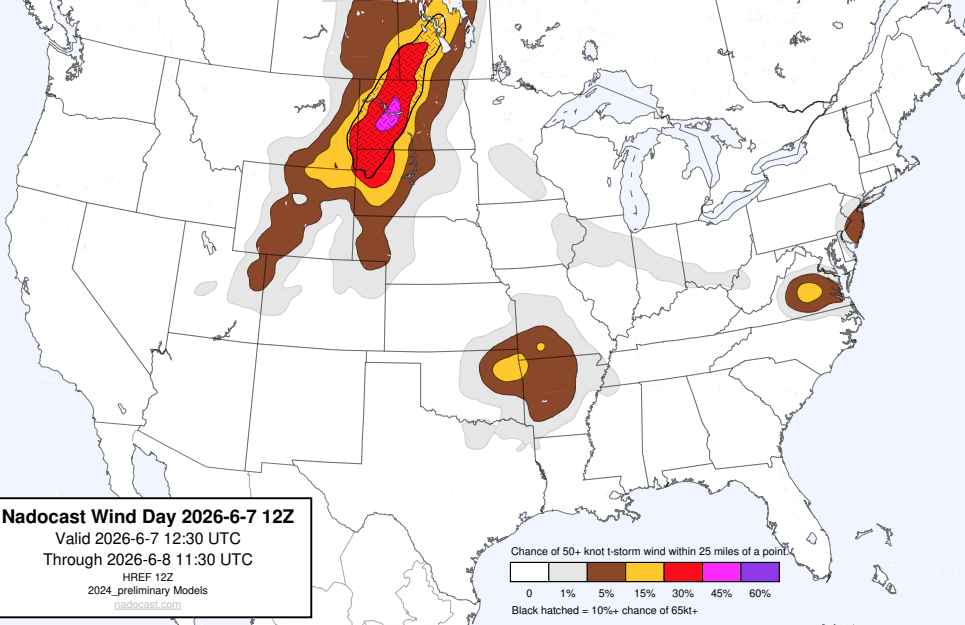 Nadocast Wind Day 2026-6-7 12Z
Valid 2026-6-7 12:30 UTC
Through 2026-6-8 11:30 UTC
HREF 12Z
2024_preliminary Models
nadocast.com
Chance of 50+ knot t-storm wind within 25 miles of a point.
0 1% 5% 15% 30% 45% 60%
Black hatched = 10%+ chance of 65kt+